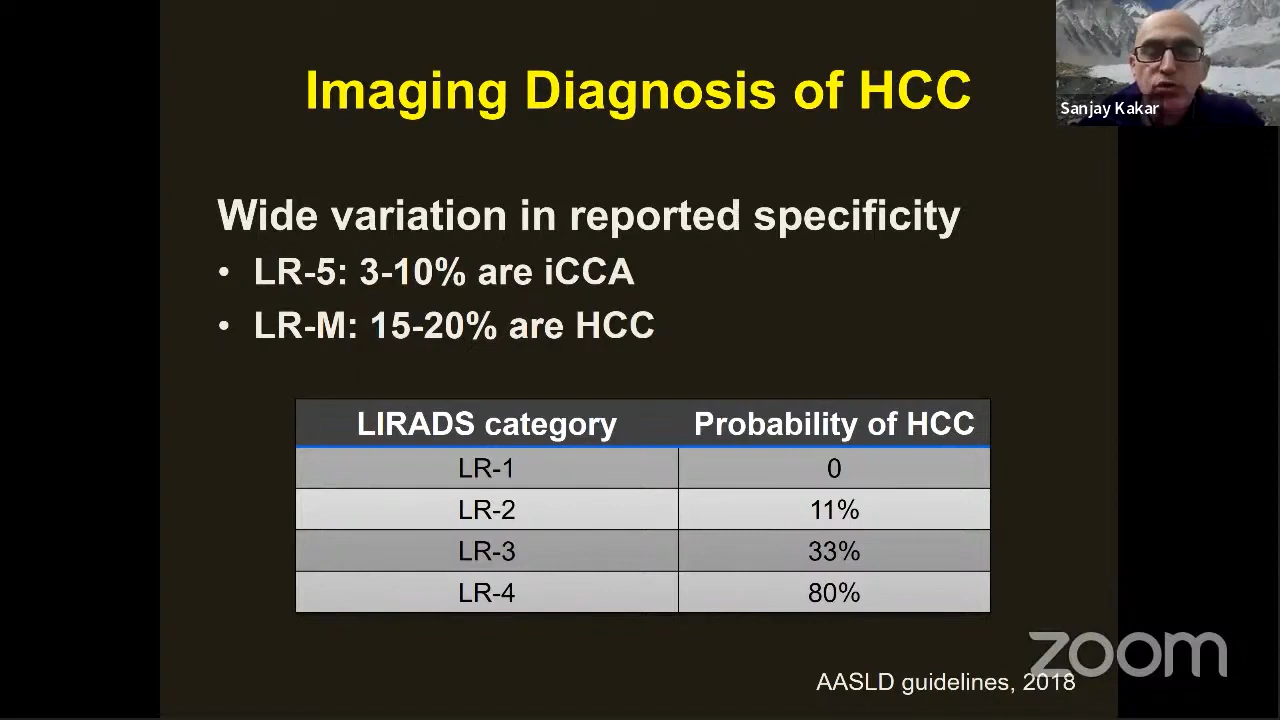 Imaging Diagnosis of HCC
Sanjay Kakar
Wide variation in reported specificity
• LR-5: 3-10% are iCCA
• LR-M: 15-20% are HCC
LIRADS category Probability of HCC
LR-1 0
LR-2 11%
LR-3 33%
LR-4 80%
zoom
AASLD guidelines, 2018